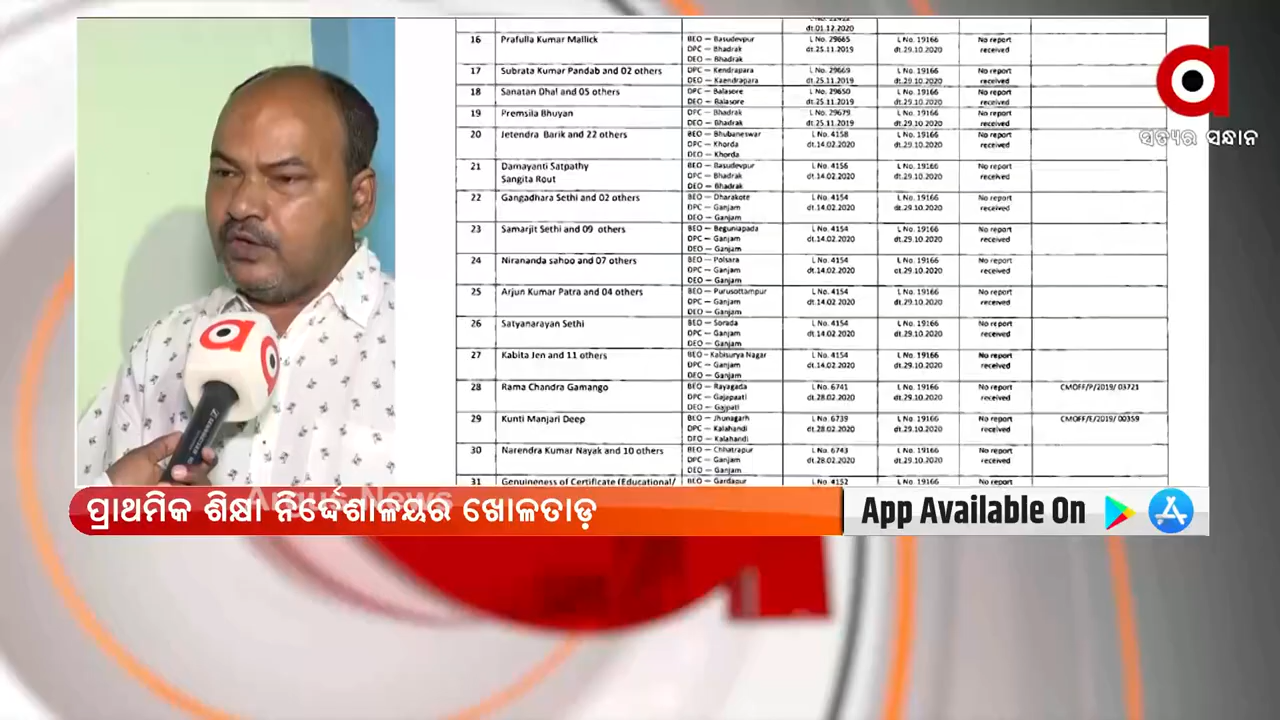 dt.01.12.2020
16 Prafulla Kumar Mallick BEO – Basudevpur L No. 29665 L No. 19166 No report
DPC – Bhadrak dt.25.11.2019 dt.29.10.2020 received
DEO – Bhadrak
17 Subrata Kumar Pandab and 02 others DPC – Kendrapara L No. 29669 L No. 19166 No report
DEO – Kaendrapara dt.25.11.2019 dt.29.10.2020 received
18 Sanatan Dhal and 05 others DPC – Balasore L No. 29650 L No. 19166 No report
DEO – Balasore dt.25.11.2019 dt.29.10.2020 received
19 Premsila Bhuyan DPC – Bhadrak L No. 29679 L No. 19166 No report
DEO – Bhadrak dt.25.11.2019 dt.29.10.2020 received
20 Jetendra Barik and 22 others BEO – Bhubaneswar L No. 4158 L No. 19166 No report
DPC – Khorda dt.14.02.2020 dt.29.10.2020 received
DEO – Khorda
21 Damayanti Satpathy BEO – Basudevpur L No. 4156 L No. 19166 No report
Sangita Rout DPC – Bhadrak dt.14.02.2020 dt.29.10.2020 received
DEO – Bhadrak
22 Gangadhara Sethi and 02 others BEO – Dharakote L No. 4154 L No. 19166 No report
DPC – Ganjam dt.14.02.2020 dt.29.10.2020 received
DEO – Ganjam
23 Samarjit Sethi and 09 others BEO – Beguniapada L No. 4154 L No. 19166 No report
DPC – Ganjam dt.14.02.2020 dt.29.10.2020 received
DEO – Ganjam
24 Nirananda sahoo and 07 others BEO – Polsara L No. 4154 L No. 19166 No report
DPC – Ganjam dt.14.02.2020 dt.29.10.2020 received
DEO – Ganjam
25 Arjun Kumar Patra and 04 others BEO – Purusottampur L No. 4154 L No. 19166 No report
DPC – Ganjam dt.14.02.2020 dt.29.10.2020 received
DEO – Ganjam
26 Satyanarayan Sethi BEO – Sorada L No. 4154 L No. 19166 No report
DPC – Ganjam dt.14.02.2020 dt.29.10.2020 received
DEO – Ganjam
27 Kabita Jen and 11 others BEO – Kabisurya Nagar L No. 4154 L No. 19166 No report
DPC – Ganjam dt.14.02.2020 dt.29.10.2020 received
DEO – Ganjam
28 Rama Chandra Gamango BEO – Rayagada L No. 6741 L No. 19166 No report CMOFF/P/2019/ 03721
DPC – Gajapaati dt.28.02.2020 dt.29.10.2020 received
DEO – Gajpati
29 Kunti Manjari Deep BEO – Jhunagarh L No. 6739 L No. 19166 No report CMOFF/E/2019/ 00359
DPC – Kalahandi dt.28.02.2020 dt.29.10.2020 received
DEO – Kalahandi
30 Narendra Kumar Nayak and 10 others BEO – Chhatrapur L No. 6743 L No. 19166 No report
DPC – Ganjam dt.28.02.2020 dt.29.10.2020 received
DEO – Ganjam
31 Genuineness of Certificate (Educational/ BEO – Gardapur L No. 4152 L No. 19166 No report
ସତ୍ୟର ସନ୍ଧାନ
Argus News
ପ୍ରାଥମିକ ଶିକ୍ଷା ନିର୍ଦ୍ଦେଶାଳୟର ଖୋଳତାଡ଼
App Available On